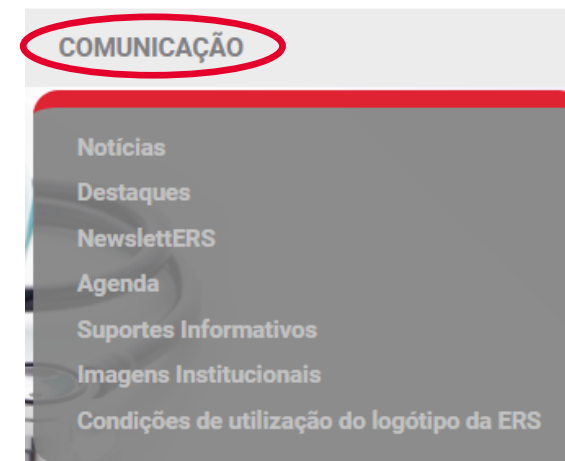 COMUNICAÇÃO
Notícias
Destaques
NewslettERS
Agenda
Suportes Informativos
Imagens Institucionais
Condições de utilização do logótipo da ERS